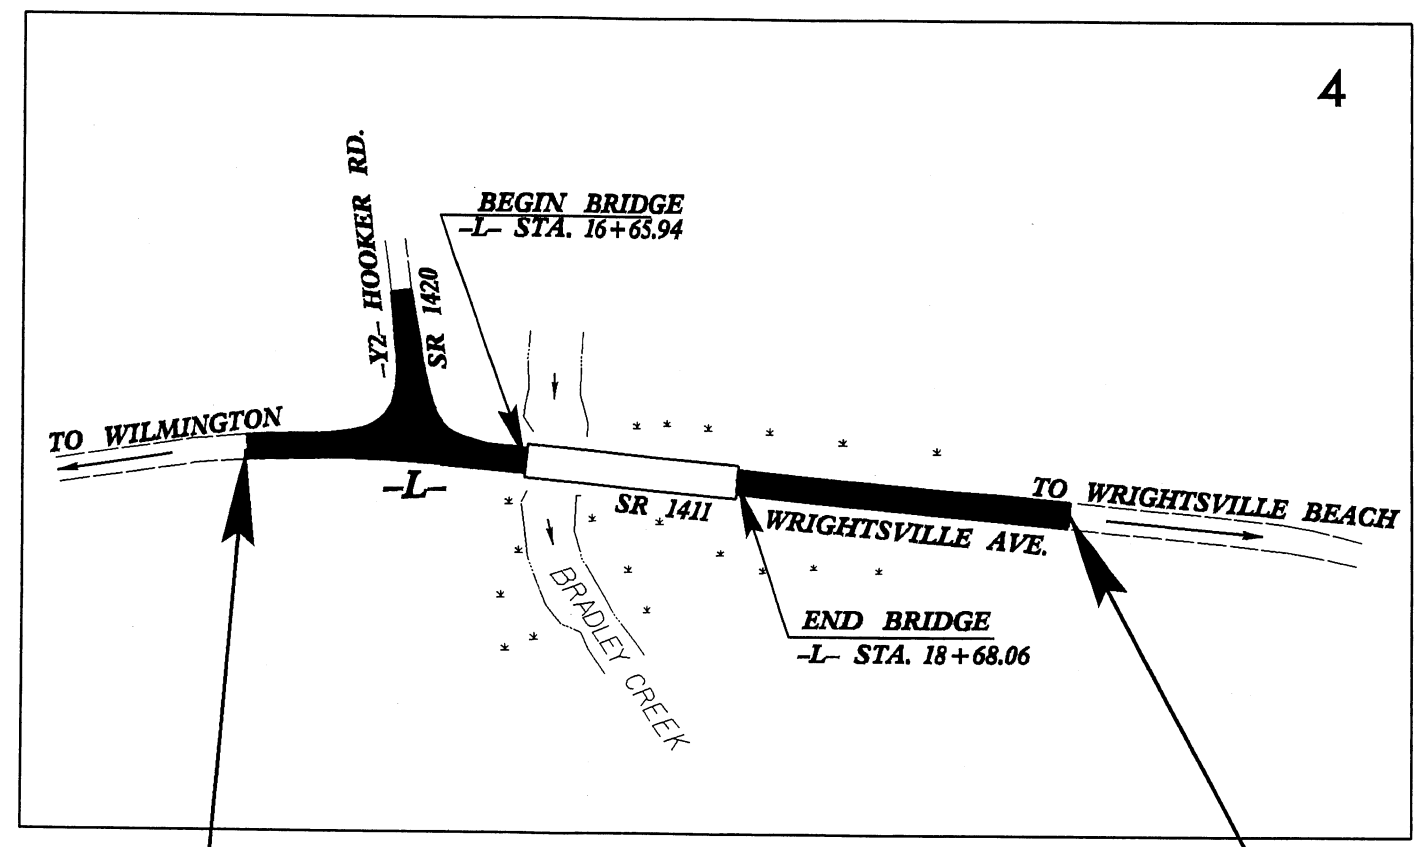 4
-Y2- HOOKER RD.
SR 1420
BEGIN BRIDGE
-L- STA. 16+65.94
TO WILMINGTON
-L-
SR 1411
WRIGHTSVILLE AVE.
TO WRIGHTSVILLE BEACH
BRADLEY CREEK
END BRIDGE
-L- STA. 18+68.06